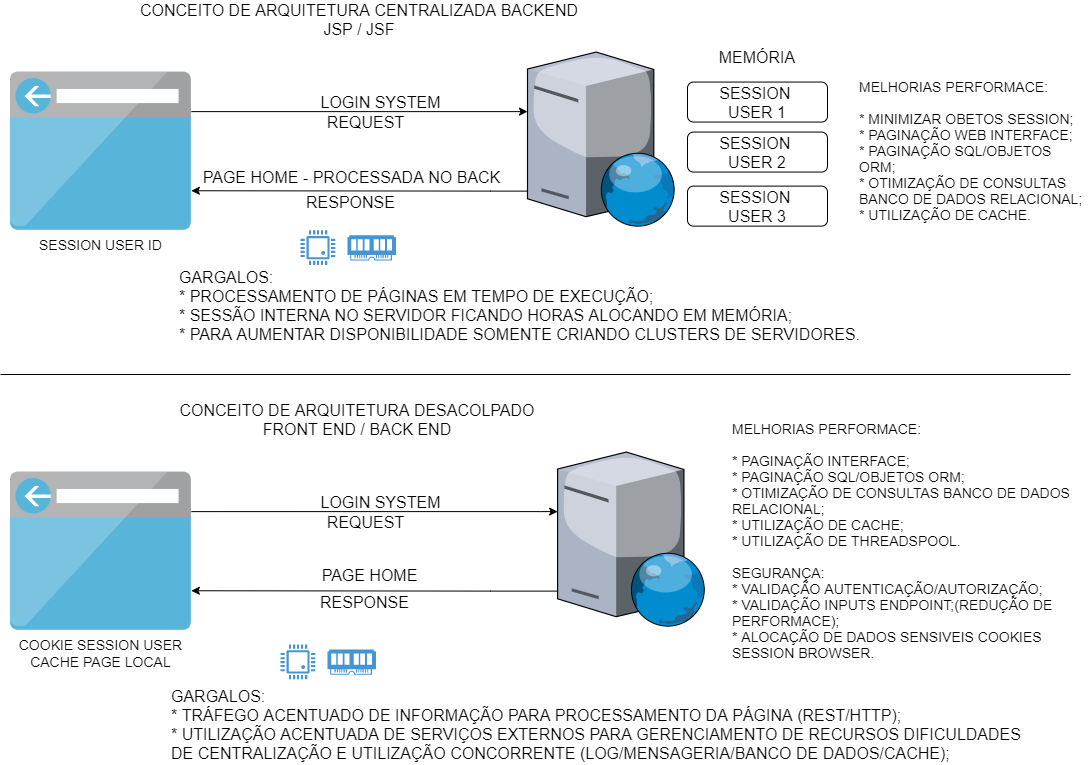 CONCEITO DE ARQUITETURA CENTRALIZADA BACKEND
JSP / JSF
MEMÓRIA
LOGIN SYSTEM
REQUEST
PAGE HOME - PROCESSADA NO BACK
RESPONSE
SESSION USER ID
SESSION
USER 1
SESSION
USER 2
SESSION
USER 3
MELHORIAS PERFORMACE:
* MINIMIZAR OBETOS SESSION;
* PAGINAÇÃO WEB INTERFACE;
* PAGINAÇÃO SQL/OBJETOS
ORM;
* OTIMIZAÇÃO DE CONSULTAS
BANCO DE DADOS RELACIONAL;
* UTILIZAÇÃO DE CACHE.
GARGALOS:
* PROCESSAMENTO DE PÁGINAS EM TEMPO DE EXECUÇÃO;
* SESSÃO INTERNA NO SERVIDOR FICANDO HORAS ALOCANDO EM MEMÓRIA;
* PARA AUMENTAR DISPONIBILIDADE SOMENTE CRIANDO CLUSTERS DE SERVIDORES.
CONCEITO DE ARQUITETURA DESACOLPADO
FRONT END / BACK END
LOGIN SYSTEM
REQUEST
PAGE HOME
RESPONSE
COOKIE SESSION USER
CACHE PAGE LOCAL
MELHORIAS PERFORMACE:
* PAGINAÇÃO INTERFACE;
* PAGINAÇÃO SQL/OBJETOS ORM;
* OTIMIZAÇÃO DE CONSULTAS BANCO DE DADOS
RELACIONAL;
* UTILIZAÇÃO DE CACHE;
* UTILIZAÇÃO DE THREADSPOOL.
SEGURANÇA:
* VALIDAÇÃO AUTENTICAÇÃO/AUTORIZAÇÃO;
* VALIDAÇÃO INPUTS ENDPOINT;(REDUÇÃO DE
PERFORMACE);
* ALOCAÇÃO DE DADOS SENSIVEIS COOKIES
SESSION BROWSER.
GARGALOS:
* TRÁFEGO ACENTUADO DE INFORMAÇÃO PARA PROCESSAMENTO DA PÁGINA (REST/HTTP);
* UTILIZAÇÃO ACENTUADA DE SERVIÇOS EXTERNOS PARA GERENCIAMENTO DE RECURSOS DIFICULDADES
DE CENTRALIZAÇÃO E UTILIZAÇÃO CONCORRENTE (LOG/MENSAGERIA/BANCO DE DADOS/CACHE);